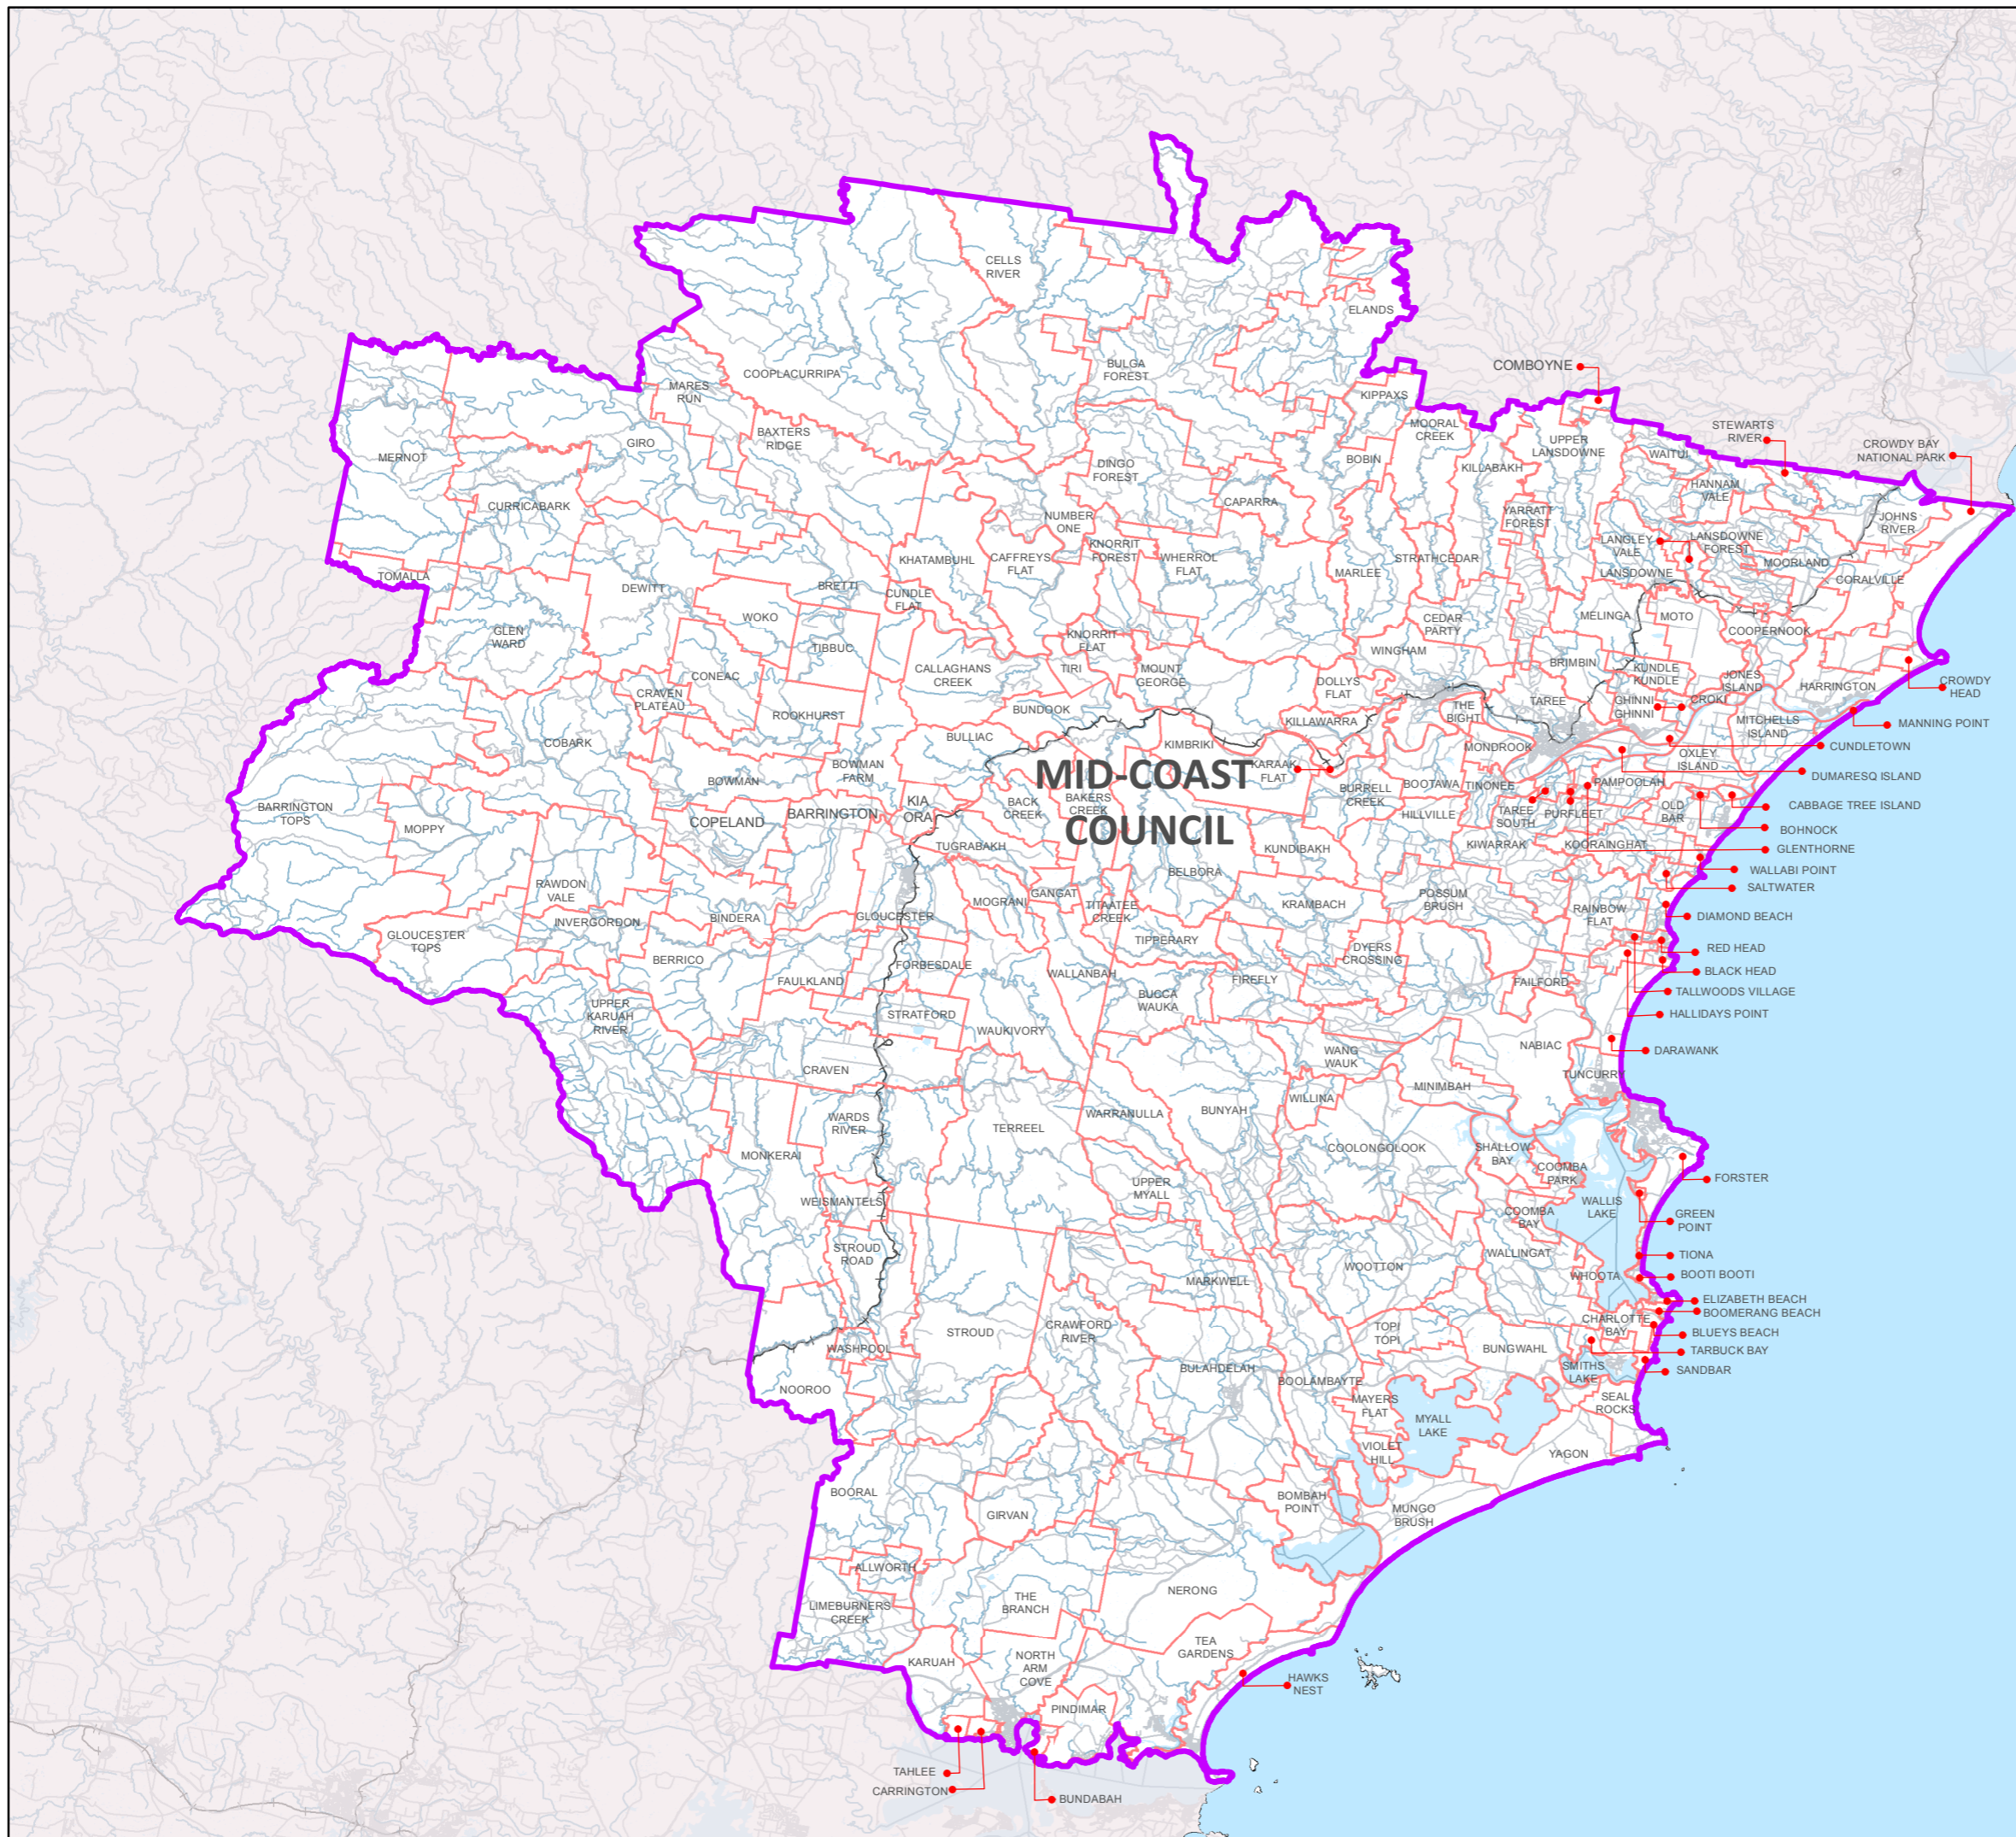 CELLS
RIVER
ELANDS
COMBOYNE
COOPLACURRIPA
BULGA
FOREST
MARES
RUN
KIPPAXS
BAXTERS
RIDGE
MOORAL
CREEK
STEWARTS
RIVER
CROWDY BAY
NATIONAL PARK
GIRO
MERNOT
UPPER
LANSDOWNE
WAITUI
BOBIN
KILLABAKH
DINGO
FOREST
HANNAM
VALE
CURRICABARK
CAPARRA
NUMBER
ONE
YARRATT
FOREST
JOHNS
RIVER
LANGLEY
VALE
LANSDOWNE
FOREST
KNORRIT
FOREST
KHATAMBUHL
CAFFREYS
FLAT
WHERROL
FLAT
STRATHCEDAR
MOORLAND
TOMALLA
MARLEE
LANSDOWNE
CORALVILLE
DEWITT
BRETTI
CUNDLE
FLAT
WOKO
CEDAR
PARTY
MELINGA
MOTO
COOPERNOOK
GLEN
WARD
KNORRIT
FLAT
TIBBUC
WINGHAM
BRIMBIN
CALLAGHANS
CREEK
TIRI
MOUNT
GEORGE
CONEAC
KUNDLE
KUNDLE
JONES
ISLAND
CRAVEN
PLATEAU
DOLLYS
FLAT
HARRINGTON
CROWDY
HEAD
THE
BIGHT
TAREE
GHINNI
GHINNI
CROKI
BUNDOOK
ROOKHURST
KILLAWARRA
MITCHELLS
ISLAND
MANNING POINT
BULLIAC
COBARK
KIMBRIKI
MONDROOK
CUNDLETOWN
OXLEY
ISLAND
BOWMAN
FARM
BOWMAN
KARAAK
FLAT
MID-COAST
COUNCIL
DUMARESQ ISLAND
BURRELL
CREEK
BOOTAWA
TINONEE
PAMPOOLAH
BARRINGTON
TOPS
KIA
ORA
BACK
CREEK
BAKERS
CREEK
CABBAGE TREE ISLAND
BARRINGTON
COPELAND
HILLVILLE
TAREE
SOUTH
PURFLEET
OLD
BAR
MOPPY
BOHNOCK
TUGRABAKH
KUNDIBAKH
KIWARRAK
KOORAINGHAT
GLENTHORNE
BELBORA
WALLABI POINT
RAWDON
VALE
GANGAT
MOGRANI
POSSUM
BRUSH
SALTWATER
TITAATEE
CREEK
KRAMBACH
RAINBOW
FLAT
INVERGORDON
BINDERA
GLOUCESTER
DIAMOND BEACH
GLOUCESTER
TOPS
TIPPERARY
DYERS
CROSSING
RED HEAD
BERRICO
FORBESDALE
WALLANBAH
BLACK HEAD
FAULKLAND
FIREFLY
FAILFORD
TALLWOODS VILLAGE
UPPER
KARUAH
RIVER
BUCCA
WAUKA
STRATFORD
HALLIDAYS POINT
WAUKIVORY
NABIAC
DARAWANK
WANG
WAUK
CRAVEN
TUNCURRY
MINIMBAH
WILLINA
WARDS
RIVER
WARRANULLA
BUNYAH
TERREEL
MONKERAI
COOLONGOLOOK
SHALLOW
BAY
COOMBA
PARK
UPPER
MYALL
FORSTER
WEISMANTELS
WALLIS
LAKE
COOMBA
BAY
GREEN
POINT
STROUD
ROAD
WALLINGAT
TIONA
WOOTTON
WHOOTA
BOOTI BOOTI
MARKWELL
ELIZABETH BEACH
BOOMERANG BEACH
CHARLOTTE
BAY
STROUD
CRAWFORD
RIVER
TOPI
TOPI
BLUEYS BEACH
WASHPOOL
BUNGWAHL
TARBUCK BAY
BULAHDELAH
SMITHS
LAKE
SANDBAR
NOOROO
BOOLAMBAYTE
MAYERS
FLAT
SEAL
ROCKS
MYALL
LAKE
VIOLET
HILL
YAGON
BOORAL
BOMBAH
POINT
GIRVAN
MUNGO
BRUSH
ALLWORTH
NERONG
THE
BRANCH
LIMEBURNERS
CREEK
TEA
GARDENS
KARUAH
NORTH
ARM
COVE
HAWKS
NEST
PINDIMAR
TAHLEE
CARRINGTON
BUNDABAH